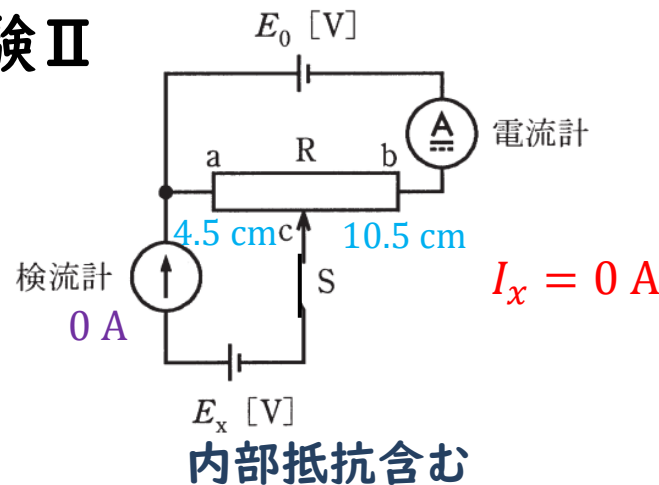 験Ⅱ
E₀ [V]
A
電流計
a
R
b
4.5 cm
c
10.5 cm
検流計
0 A
S
Iₓ = 0 A
Eₓ [V]
内部抵抗含む